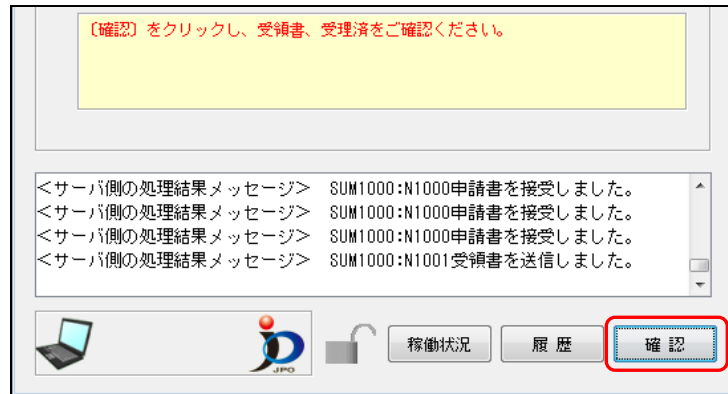 〔確認〕をクリックし、受領書、受理済をご確認ください。
＜サーバ側の処理結果メッセージ＞　SUM1000:N1000申請書を接受しました。
＜サーバ側の処理結果メッセージ＞　SUM1000:N1000申請書を接受しました。
＜サーバ側の処理結果メッセージ＞　SUM1000:N1000申請書を接受しました。
＜サーバ側の処理結果メッセージ＞　SUM1000:N1001受領書を送信しました。
JPO
稼働状況
履 歴
確 認